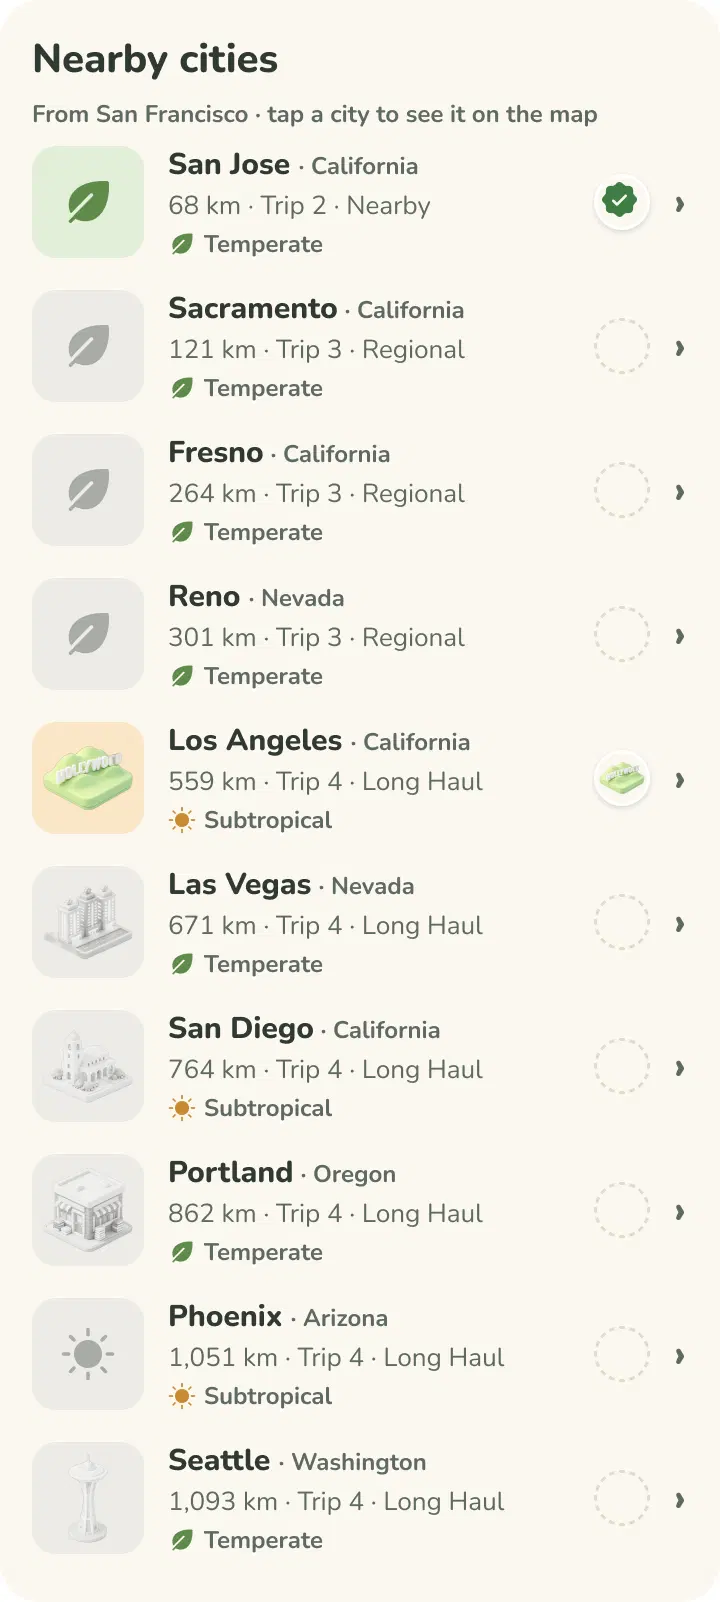 Nearby cities
From San Francisco · tap a city to see it on the map
San Jose · California
68 km · Trip 2 · Nearby
Temperate
Sacramento · California
121 km · Trip 3 · Regional
Temperate
Fresno · California
264 km · Trip 3 · Regional
Temperate
Reno · Nevada
301 km · Trip 3 · Regional
Temperate
HOLLYWOOD
Los Angeles · California
559 km · Trip 4 · Long Haul
Subtropical
HOLLYWOOD
Las Vegas · Nevada
671 km · Trip 4 · Long Haul
Temperate
San Diego · California
764 km · Trip 4 · Long Haul
Subtropical
Portland · Oregon
862 km · Trip 4 · Long Haul
Temperate
Phoenix · Arizona
1,051 km · Trip 4 · Long Haul
Subtropical
Seattle · Washington
1,093 km · Trip 4 · Long Haul
Temperate